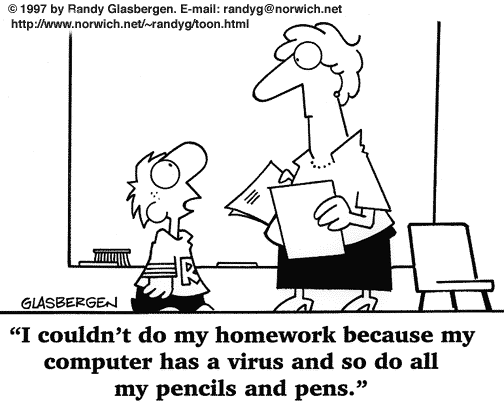 © 1997 by Randy Glasbergen. E-mail: randyg@norwich.net
http://www.norwich.net/~randyg/toon.html
R
GLASBERGEN
“I couldn’t do my homework because my
computer has a virus and so do all
my pencils and pens.”